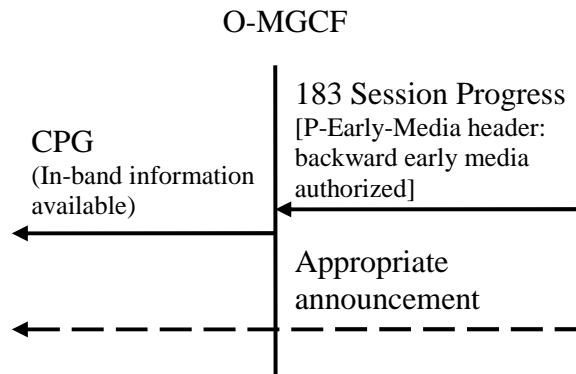 O-MGCF
183 Session Progress
[P-Early-Media header:
backward early media
authorized]
CPG
(In-band information
available)
Appropriate
announcement